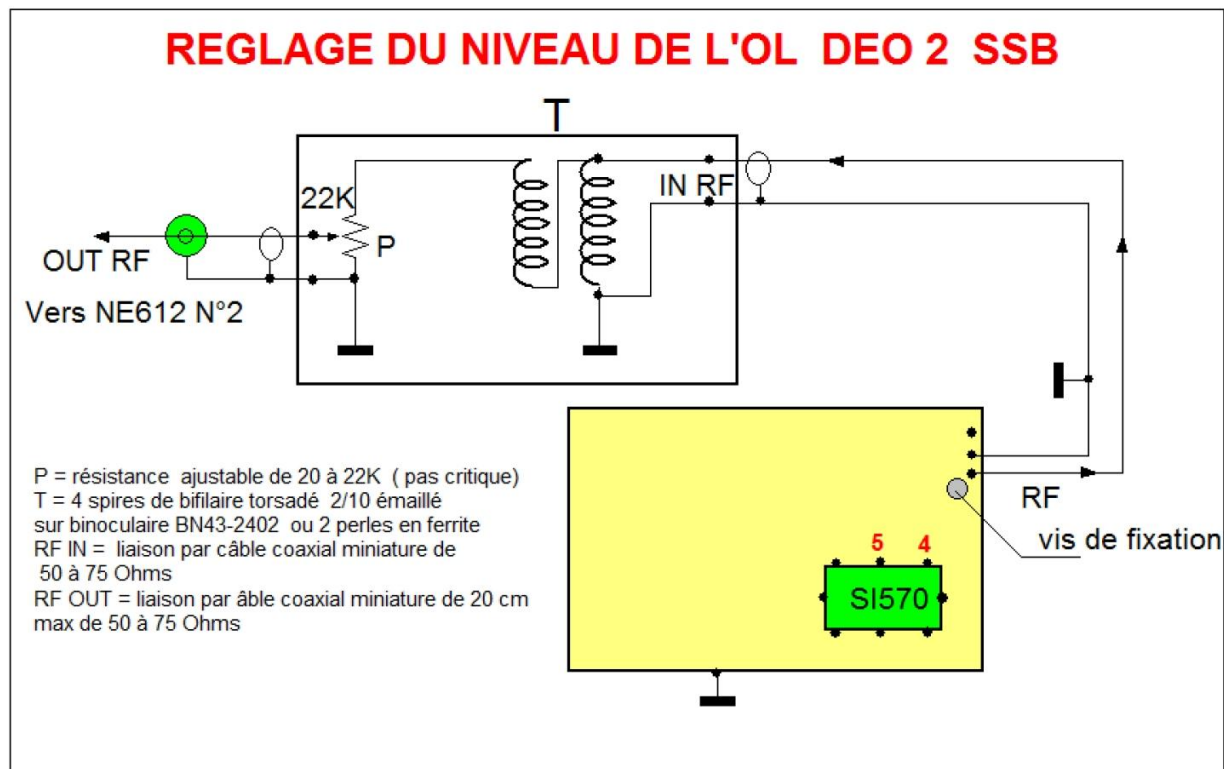 REGLAGE DU NIVEAU DE L'OL DEO 2 SSB
T
22K
IN RF
P
OUT RF
Vers NE612 N°2
P = résistance ajustable de 20 à 22K ( pas critique)
T = 4 spires de bifilaire torsadé 2/10 émaillé
sur binoculaire BN43-2402 ou 2 perles en ferrite
RF IN = liaison par câble coaxial miniature de
50 à 75 Ohms
RF OUT = liaison par âble coaxial miniature de 20 cm
max de 50 à 75 Ohms
RF
vis de fixation
5 4
SI570